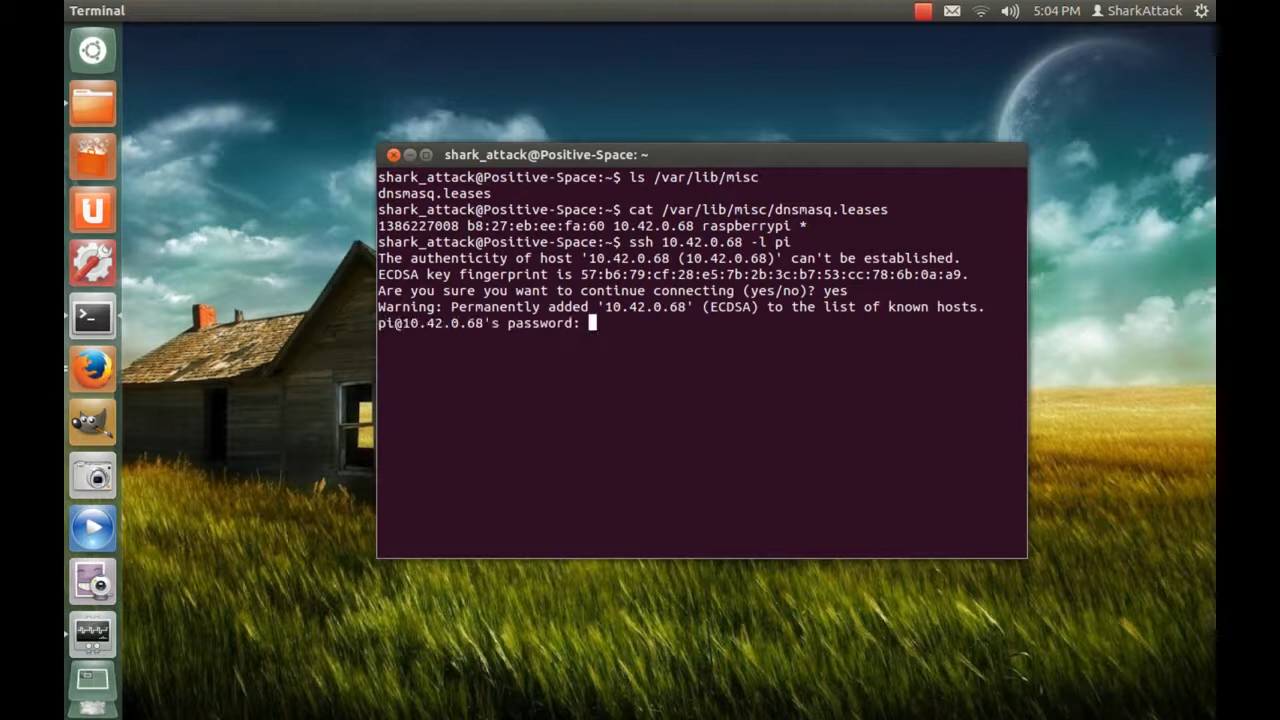 Terminal
5:04 PM SharkAttack
shark_attack@Positive-Space: ~
shark_attack@Positive-Space:~$ ls /var/lib/misc
dnsmasq.leases
shark_attack@Positive-Space:~$ cat /var/lib/misc/dnsmasq.leases
1386227008 b8:27:eb:ee:fa:60 10.42.0.68 raspberrypi *
shark_attack@Positive-Space:~$ ssh 10.42.0.68 -l pi
The authenticity of host '10.42.0.68 (10.42.0.68)' can't be established.
ECDSA key fingerprint is 57:b6:79:cf:28:e5:7b:2b:3c:b7:53:cc:78:6b:0a:a9.
Are you sure you want to continue connecting (yes/no)? yes
Warning: Permanently added '10.42.0.68' (ECDSA) to the list of known hosts.
pi@10.42.0.68's password: